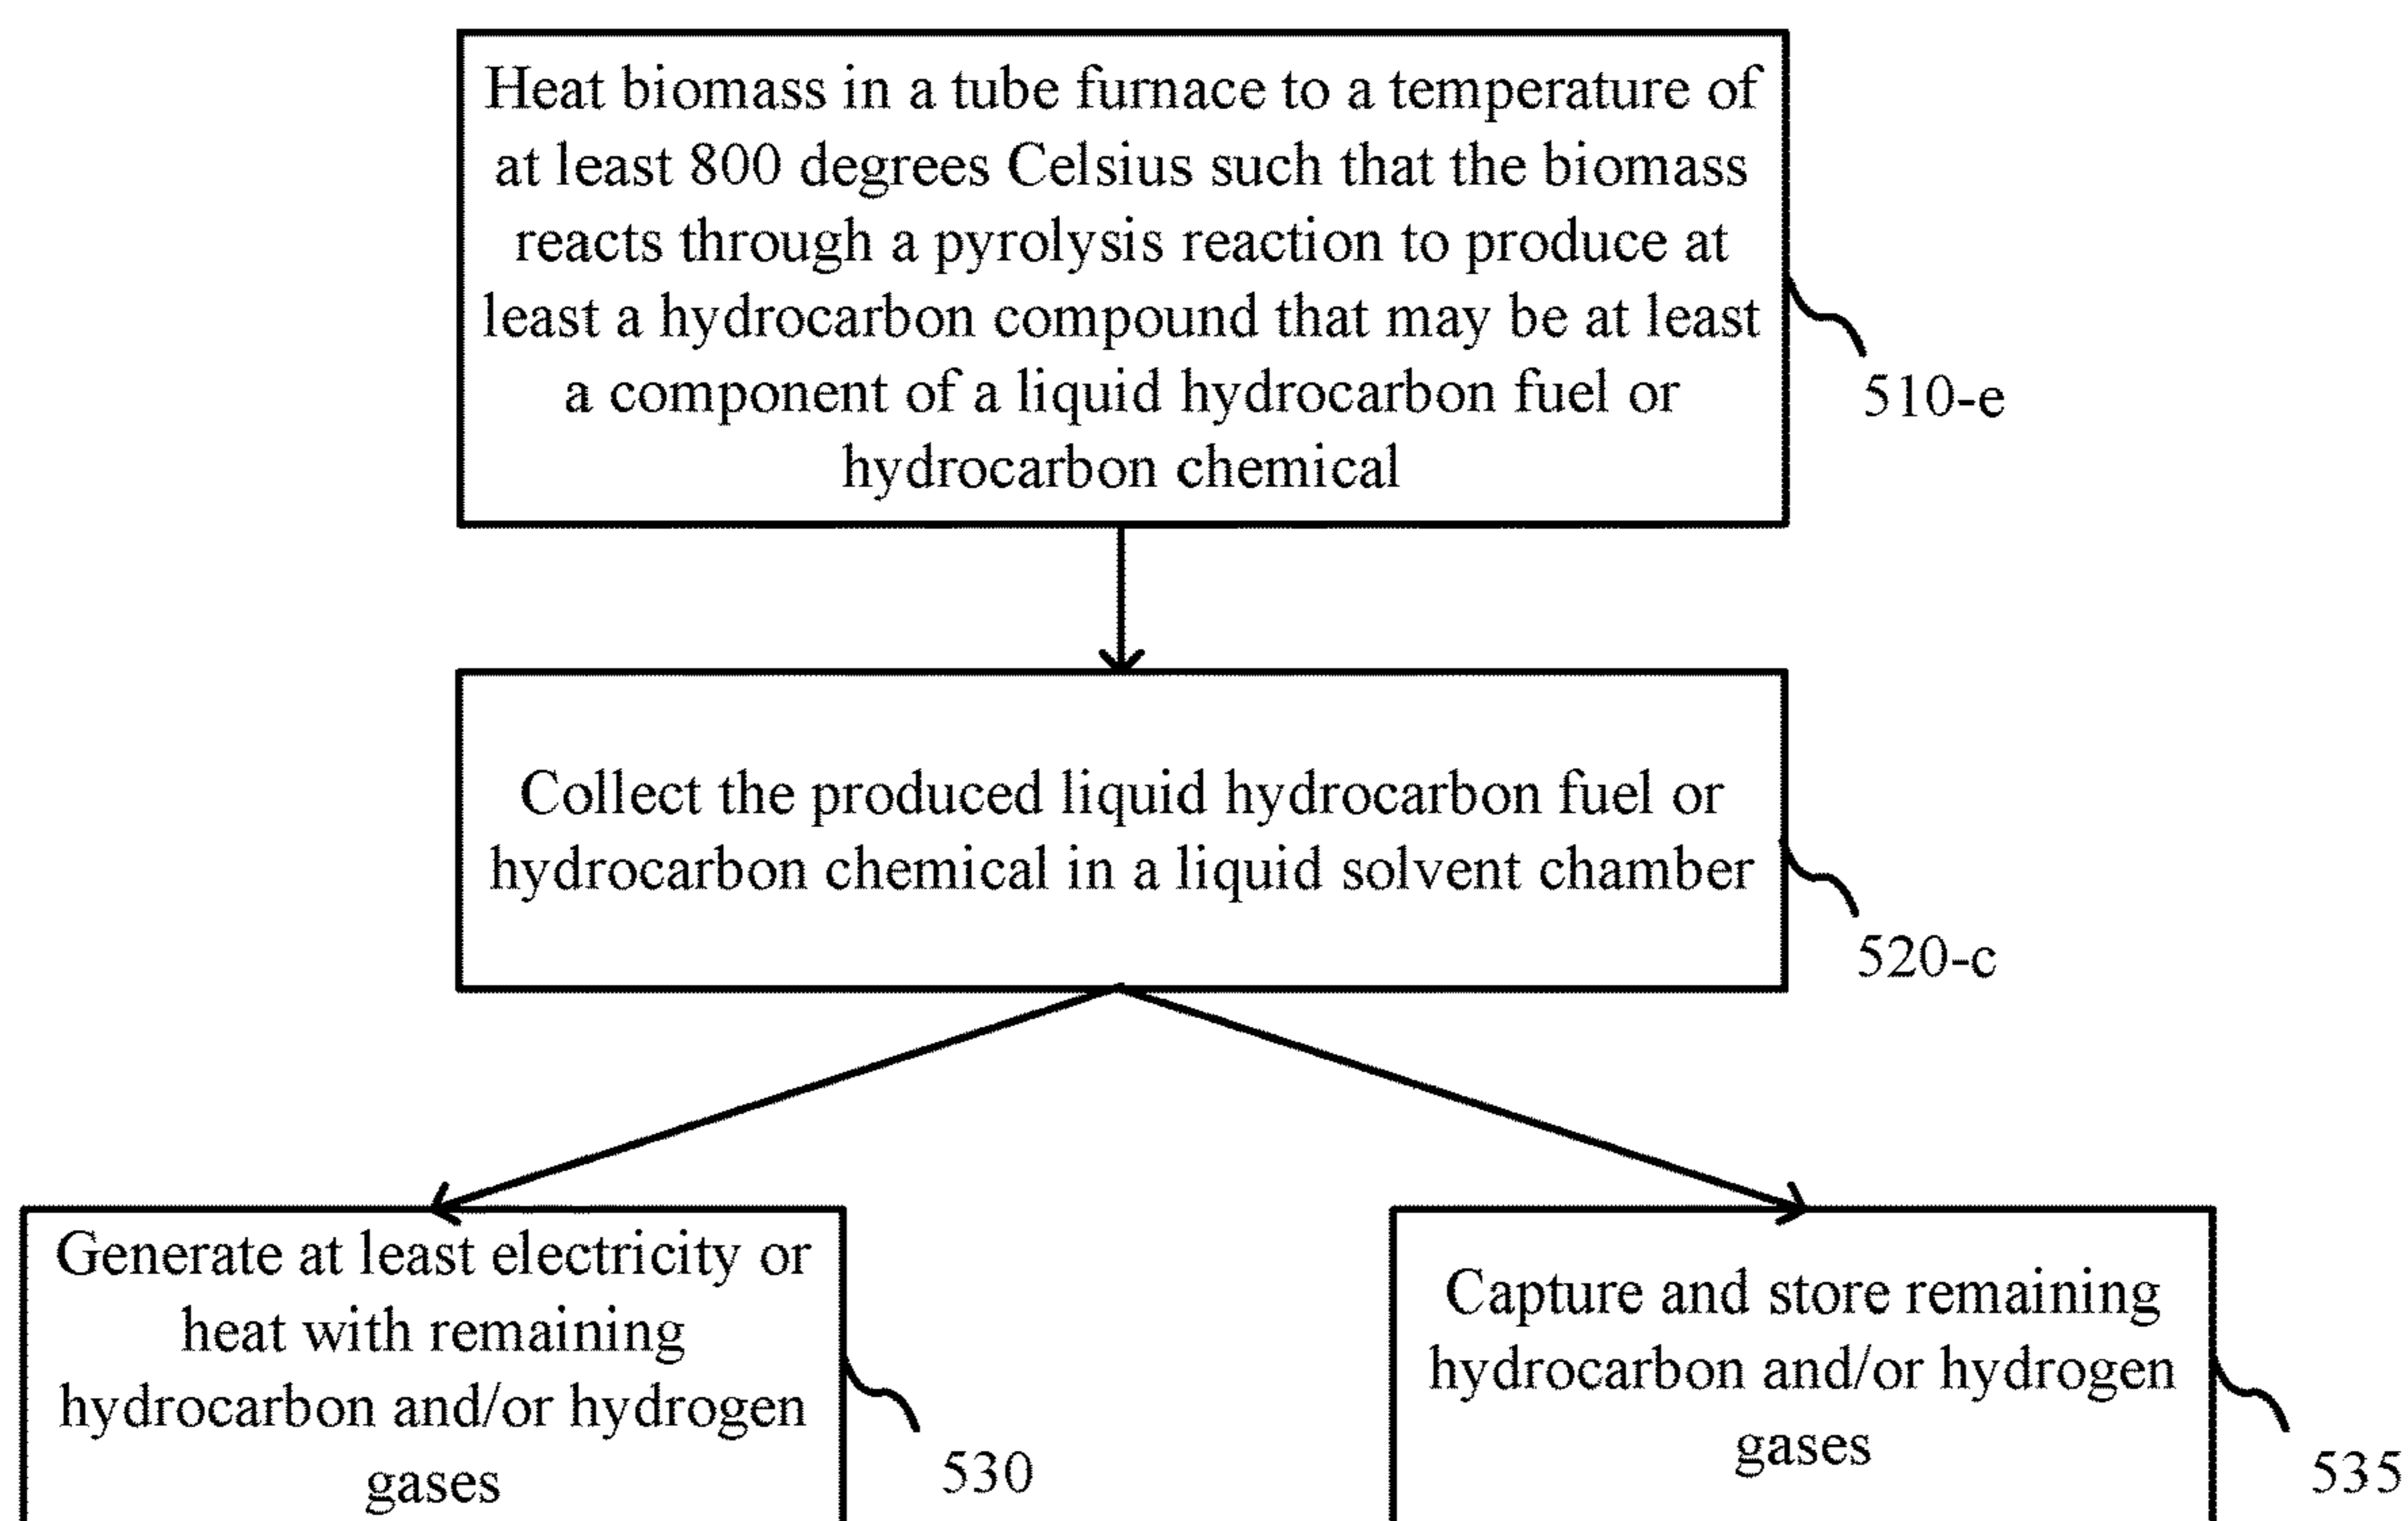 Heat biomass in a tube furnace to a temperature of
at least 800 degrees Celsius such that the biomass
reacts through a pyrolysis reaction to produce at
least a hydrocarbon compound that may be at least
a component of a liquid hydrocarbon fuel or
hydrocarbon chemical
510-e
Collect the produced liquid hydrocarbon fuel or
hydrocarbon chemical in a liquid solvent chamber
520-c
Generate at least electricity or
heat with remaining
hydrocarbon and/or hydrogen
gases
530
Capture and store remaining
hydrocarbon and/or hydrogen
gases
535